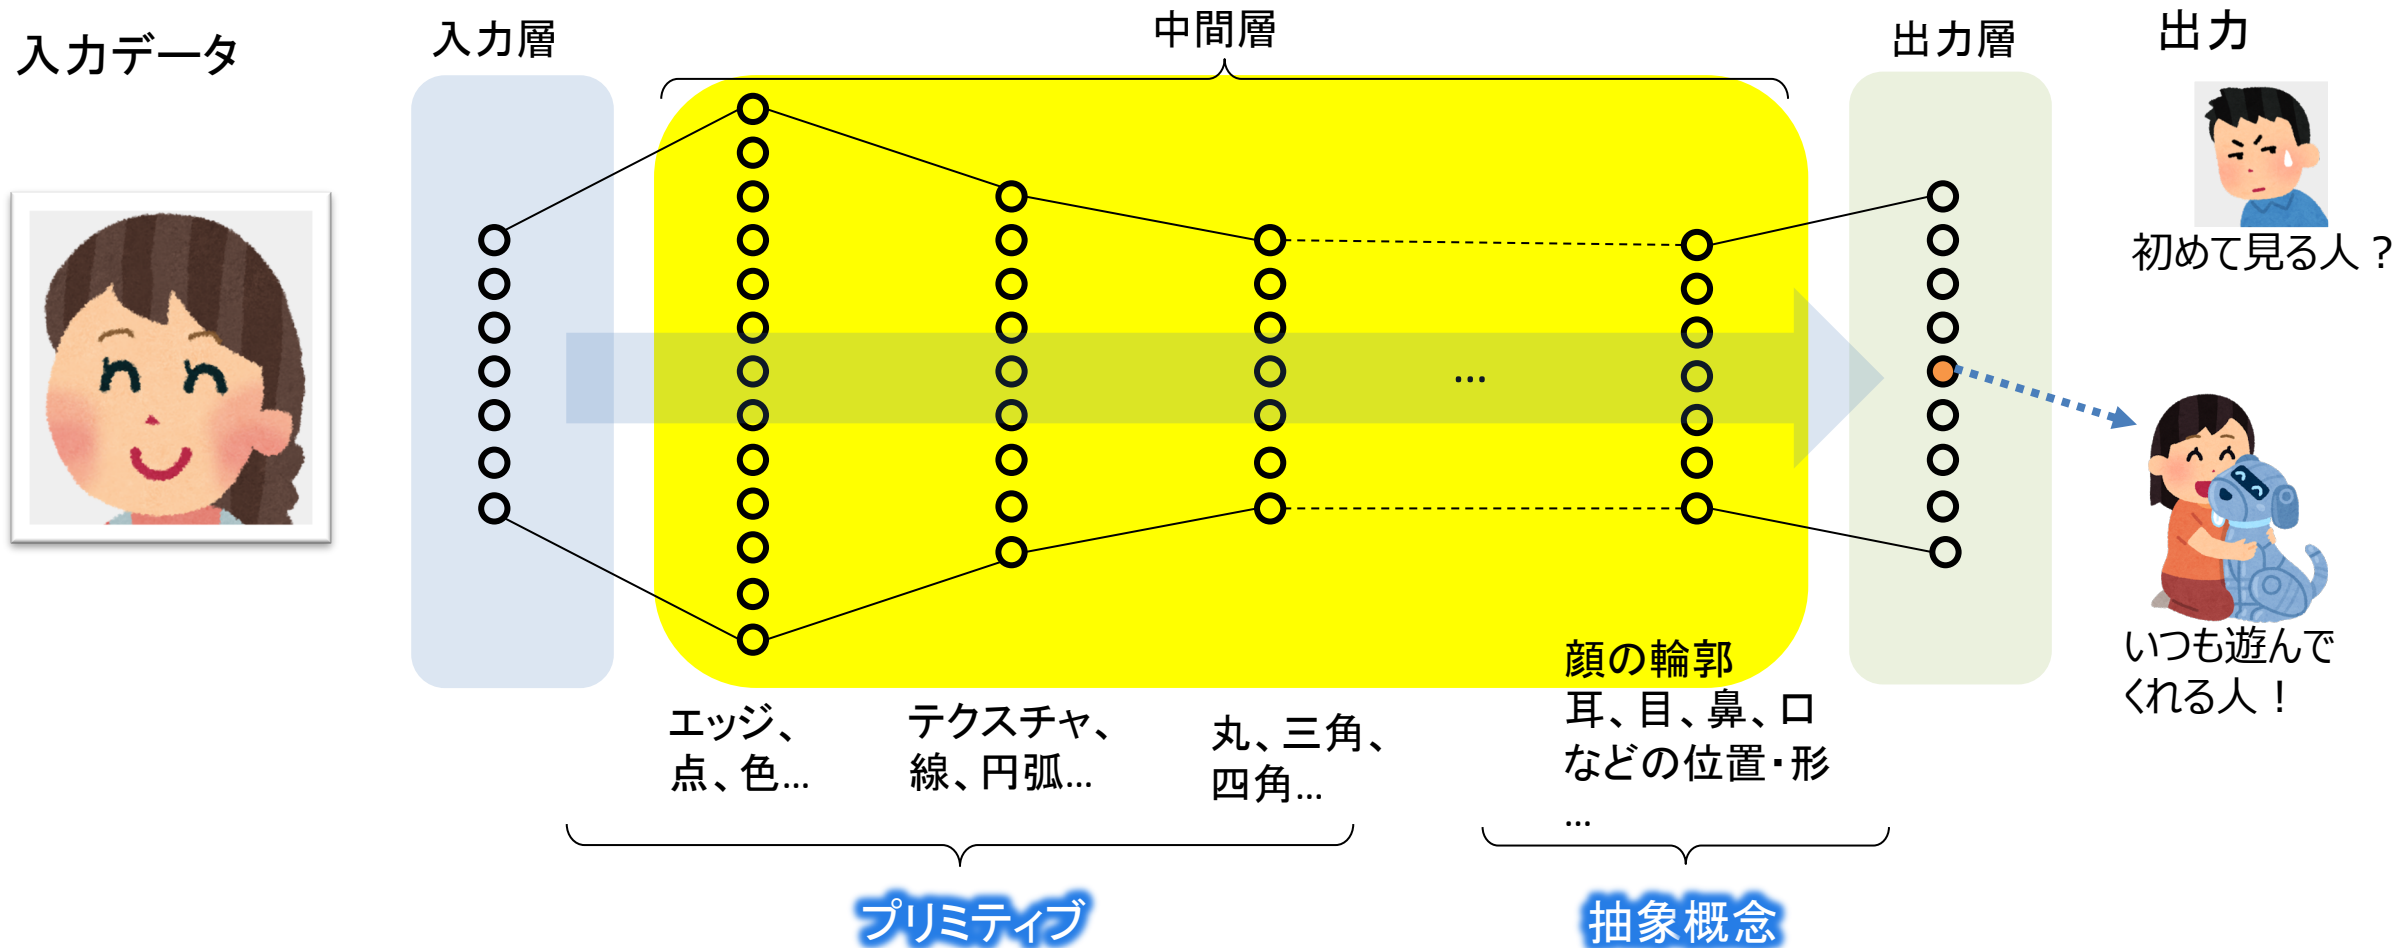 入力データ
入力層
中間層
出力層
出力
初めて見る人？
…
いつも遊んで
くれる人！
エッジ、
点、色…
テクスチャ、
線、円弧…
丸、三角、
四角…
顔の輪郭
耳、目、鼻、口
などの位置・形
…
プリミティブ
抽象概念